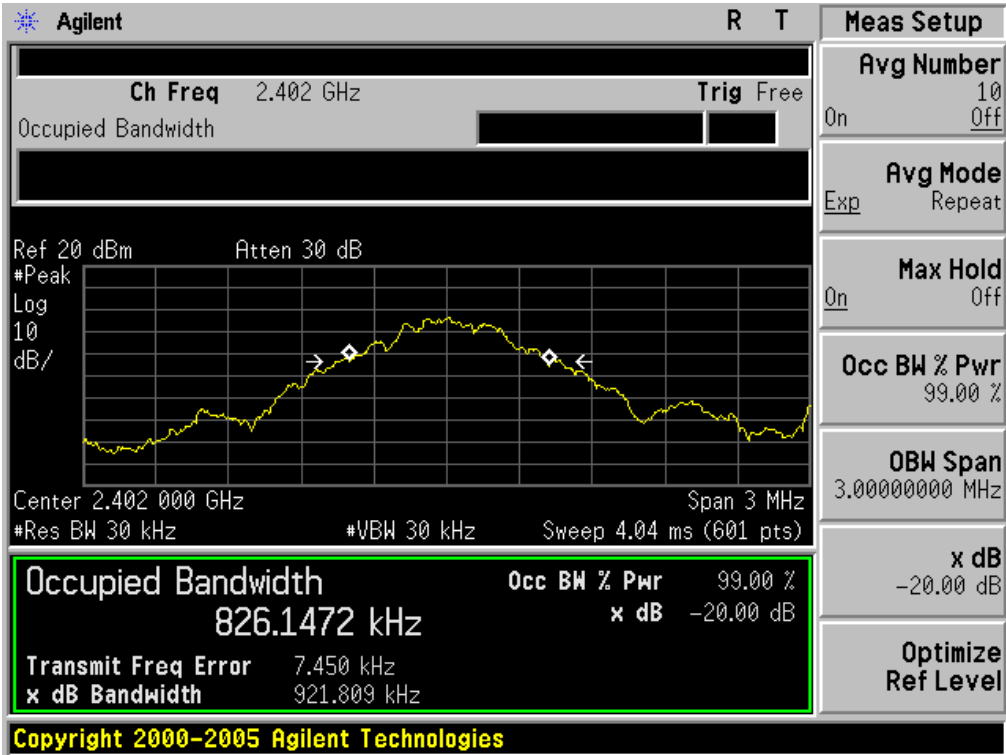 Agilent R T Meas Setup
Ch Freq 2.402 GHz Trig Free
Occupied Bandwidth
Avg Number
10
On Off
Avg Mode
Exp Repeat
Max Hold
On Off
Occ BW % Pwr
99.00 %
OBW Span
3.00000000 MHz
x dB
-20.00 dB
Optimize
Ref Level
Ref 20 dBm Atten 30 dB
#Peak
Log
10
dB/
Center 2.402 000 GHz Span 3 MHz
#Res BW 30 kHz #VBW 30 kHz Sweep 4.04 ms (601 pts)
Occupied Bandwidth Occ BW % Pwr 99.00 %
826.1472 kHz x dB -20.00 dB
Transmit Freq Error 7.450 kHz
x dB Bandwidth 921.809 kHz
Copyright 2000-2005 Agilent Technologies